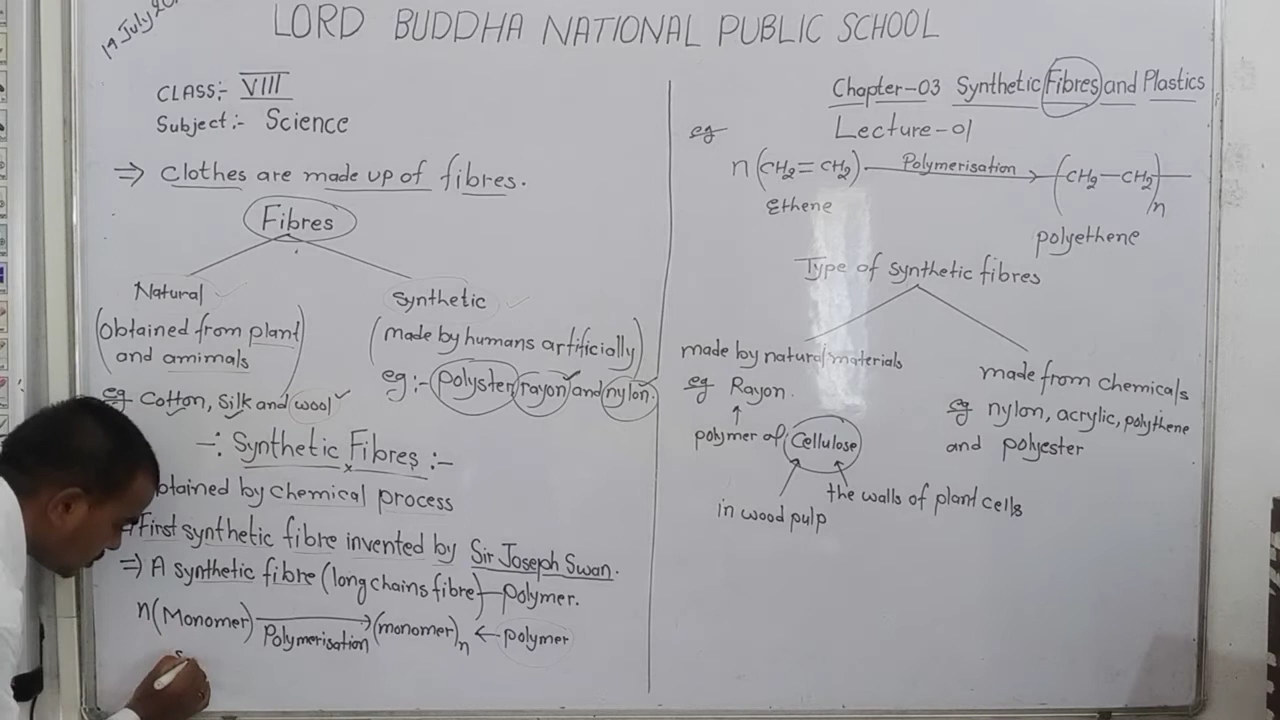 19 July 20
LORD BUDDHA NATIONAL PUBLIC SCHOOL
CLASS:- VIII
Subject:- Science
⇒ Clothes are made up of fibres.
Fibres
Natural
(Obtained from plant
and amimals)
eg Cotton, Silk and wool
Synthetic
(made by humans artificially)
eg:- polyster, rayon and nylon.
-: Synthetic Fibres :-
btained by chemical process
First synthetic fibre invented by Sir Joseph Swan.
⇒ A synthetic fibre (long chains fibre) - polymer.
n(Monomer) Polymerisation → (monomer)n ← polymer
Chapter-03 Synthetic Fibres and Plastics
Lecture-01
eg
n(CH2=CH2) Polymerisation → (CH2-CH2)n
Ethene
polyethene
Type of synthetic fibres
made by natural materials
eg Rayon.
polymer of Cellulose
in wood pulp
the walls of plant cells
made from chemicals
eg nylon, acrylic, polythene
and polyester